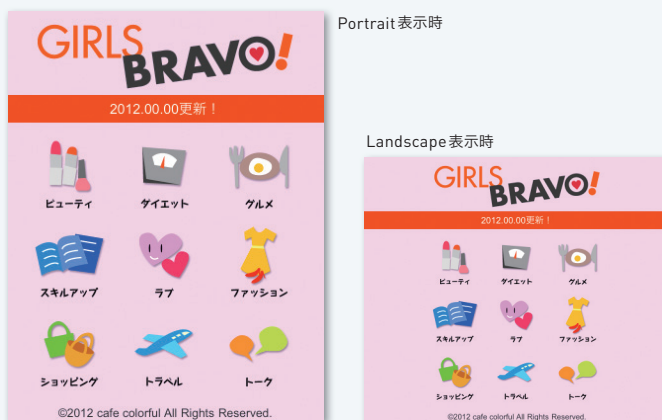 Portrait表示時
GIRLS
BRAVO!
2012.00.00更新！
ビューティ ダイエット グルメ
スキルアップ ラブ ファッション
ショッピング トラベル トーク
©2012 cafe colorful All Rights Reserved.
Landscape表示時
GIRLS
BRAVO!
2012.00.00更新！
ビューティ ダイエット グルメ
スキルアップ ラブ ファッション
ショッピング トラベル トーク
©2012 cafe colorful All Rights Reserved.